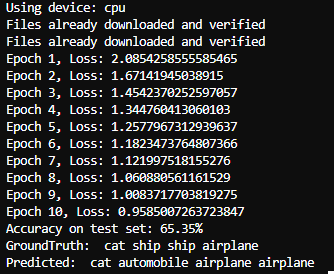 Using device: cpu
Files already downloaded and verified
Files already downloaded and verified
Epoch 1, Loss: 2.0854258555585465
Epoch 2, Loss: 1.67141945038915
Epoch 3, Loss: 1.4542370252597057
Epoch 4, Loss: 1.344760413060103
Epoch 5, Loss: 1.2577967312939637
Epoch 6, Loss: 1.1823473764807366
Epoch 7, Loss: 1.121997518155276
Epoch 8, Loss: 1.060880561161529
Epoch 9, Loss: 1.0083717703819275
Epoch 10, Loss: 0.9585007263723847
Accuracy on test set: 65.35%
GroundTruth:  cat ship ship airplane
Predicted:  cat automobile airplane airplane